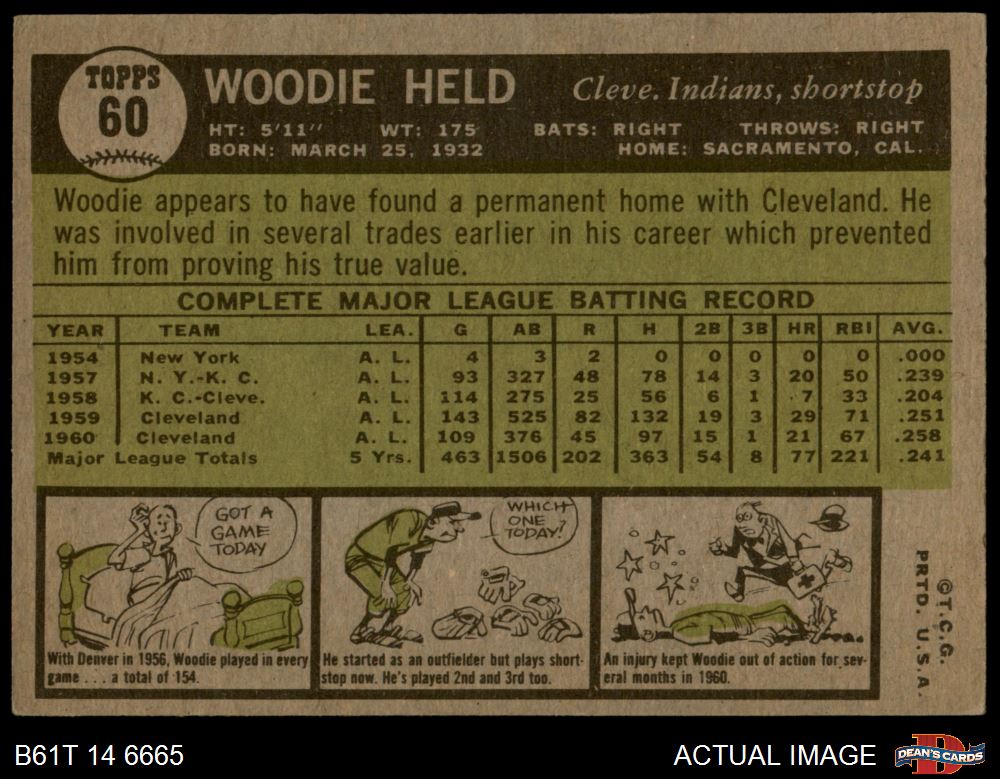 TOPPS
60
WOODIE HELD
Cleve. Indians, shortstop
HT: 5'11" WT: 175 BATS: RIGHT THROWS: RIGHT
BORN: MARCH 25, 1932 HOME: SACRAMENTO, CAL.
Woodie appears to have found a permanent home with Cleveland. He
was involved in several trades earlier in his career which prevented
him from proving his true value.
COMPLETE MAJOR LEAGUE BATTING RECORD
YEAR TEAM LEA. G AB R H 2B 3B HR RBI AVG.
1954 New York A. L. 4 3 2 0 0 0 0 0 .000
1957 N. Y.-K. C. A. L. 93 327 48 78 14 3 20 50 .239
1958 K. C.-Cleve. A. L. 114 275 25 56 6 1 7 33 .204
1959 Cleveland A. L. 143 525 82 132 19 3 29 71 .251
1960 Cleveland A. L. 109 376 45 97 15 1 21 67 .258
Major League Totals 5 Yrs. 463 1506 202 363 54 8 77 221 .241
GOT A
GAME
TODAY
With Denver in 1956, Woodie played in every
game . . . a total of 154.
WHICH
ONE
TODAY?
He started as an outfielder but plays short-
stop now. He's played 2nd and 3rd too.
An injury kept Woodie out of action for sev-
eral months in 1960.
©T.C.G.
PRTD. U.S.A.
B61T 14 6665
ACTUAL IMAGE
D
DEAN'S CARDS